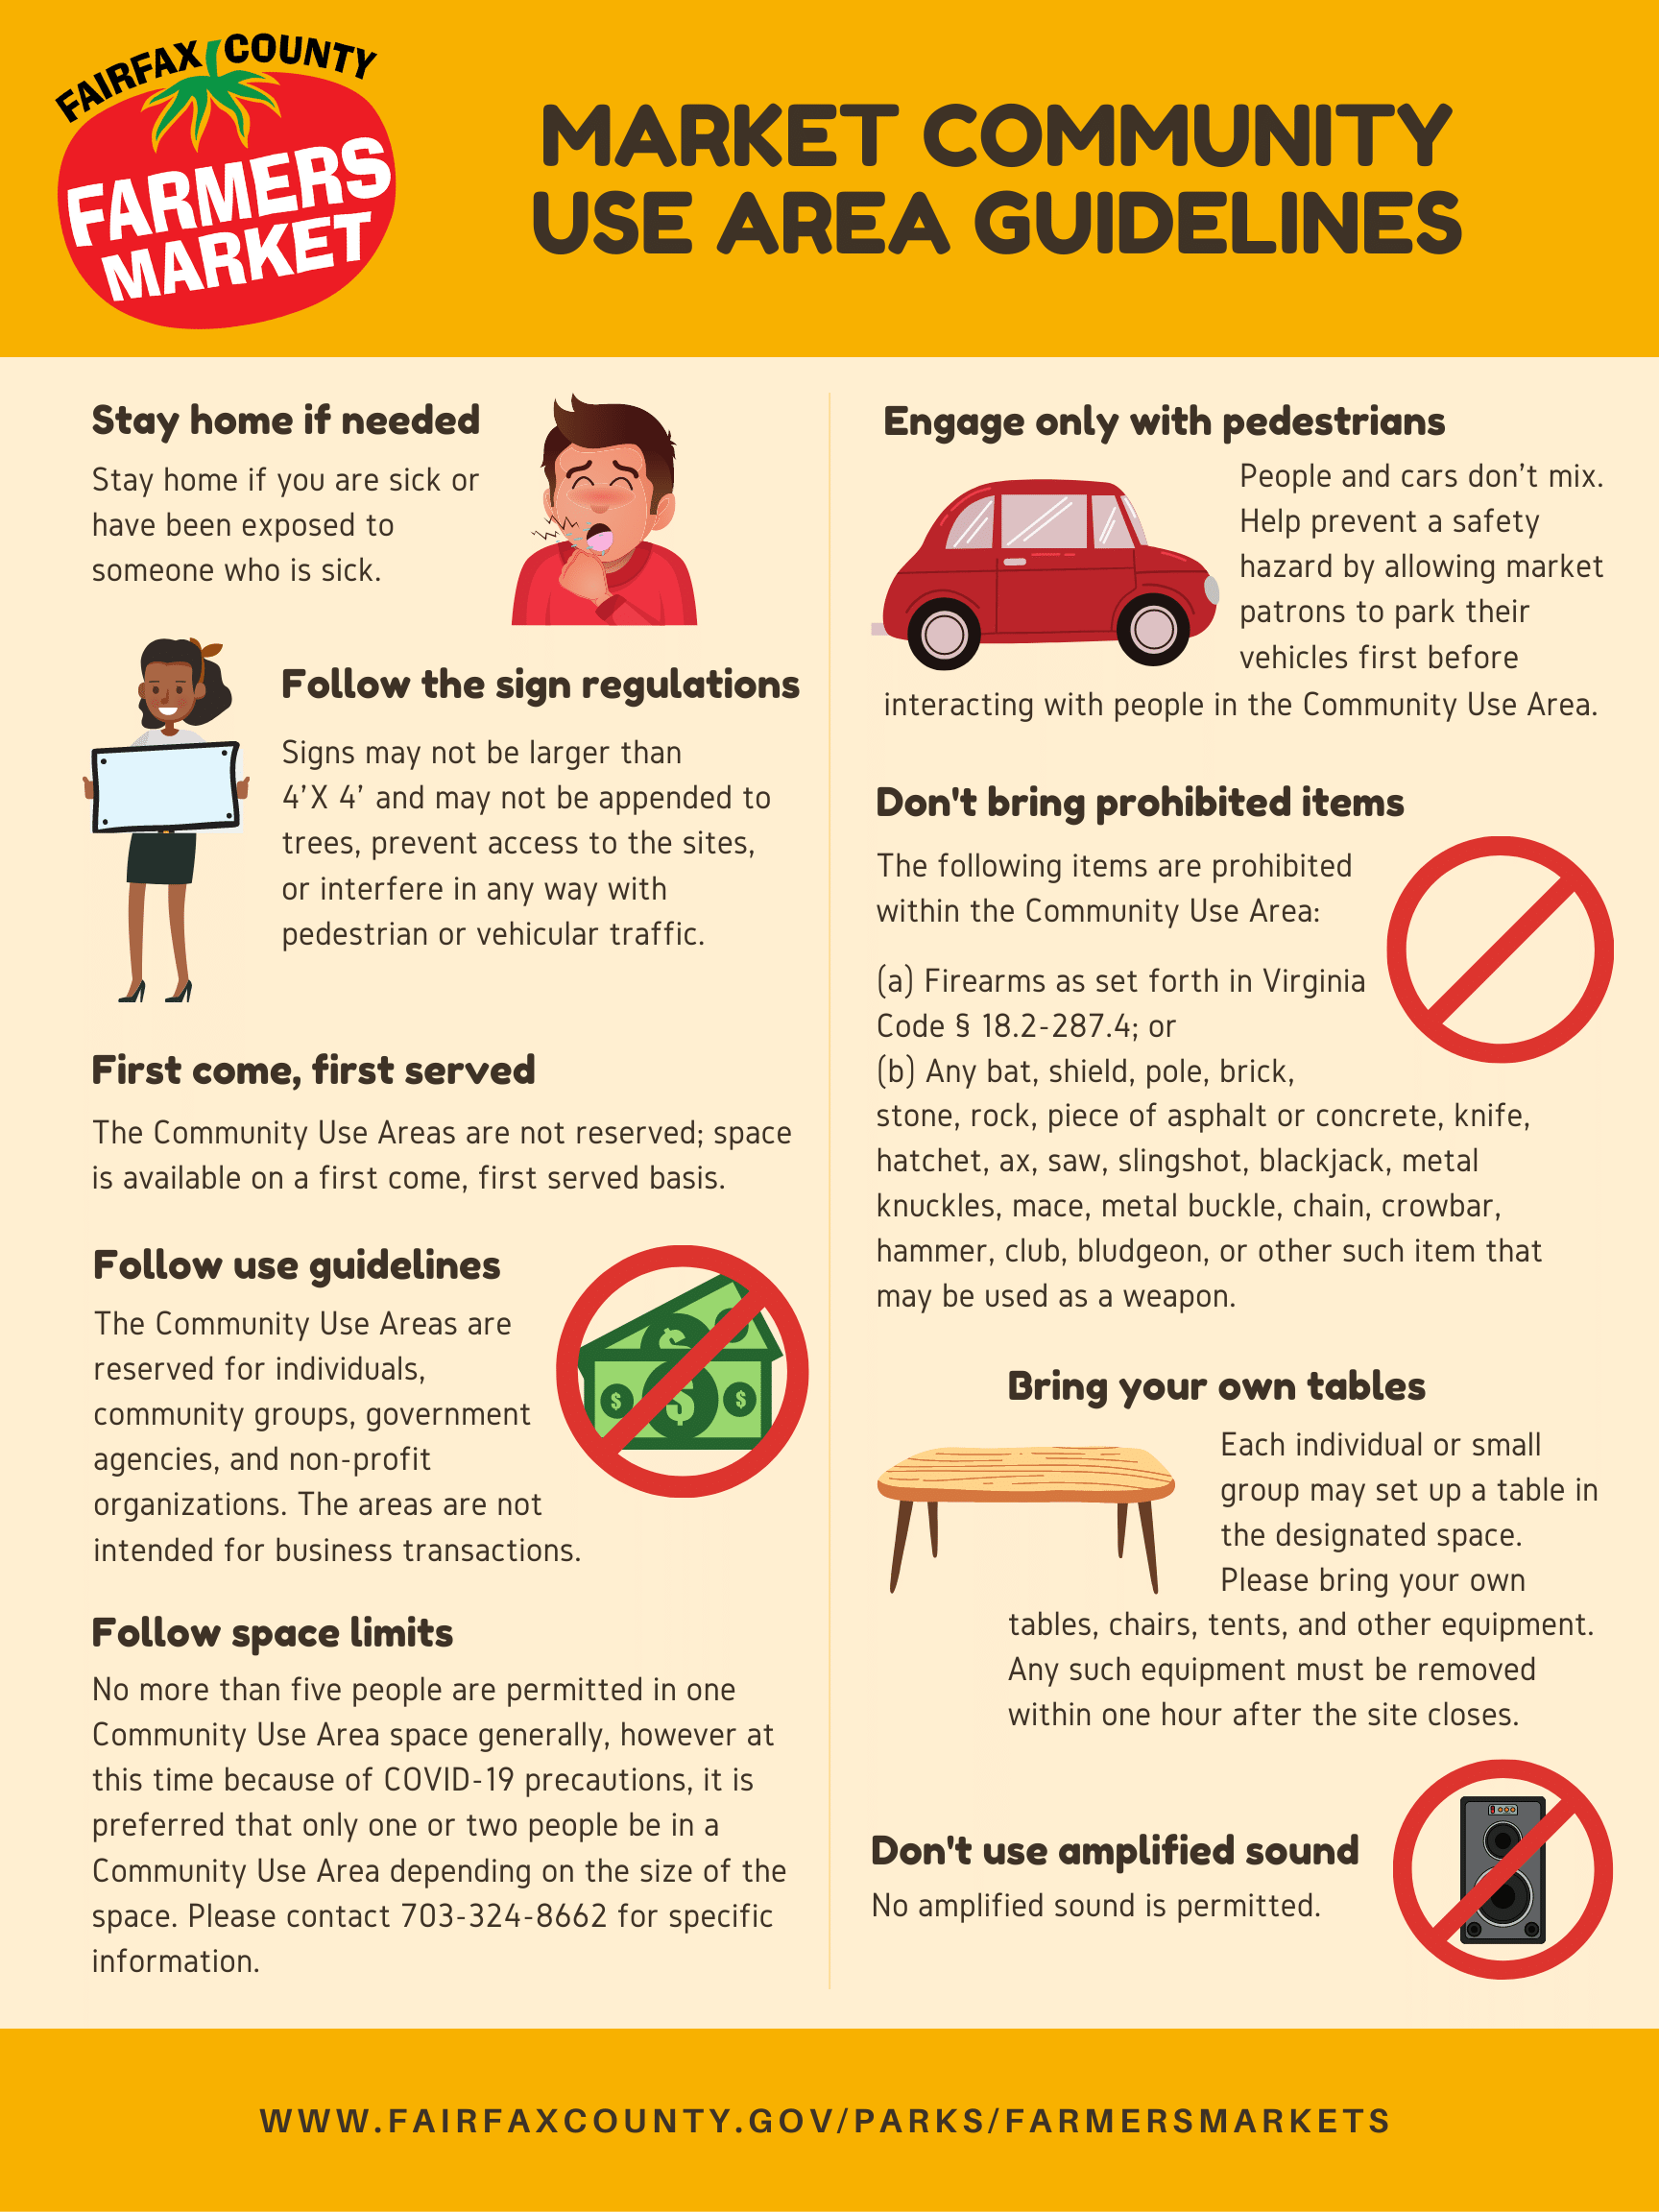 FAIRFAX COUNTY
FARMERS
MARKET
MARKET COMMUNITY
USE AREA GUIDELINES
Stay home if needed
Stay home if you are sick or
have been exposed to
someone who is sick.
Follow the sign regulations
Signs may not be larger than
4’X 4’ and may not be appended to
trees, prevent access to the sites,
or interfere in any way with
pedestrian or vehicular traffic.
First come, first served
The Community Use Areas are not reserved; space
is available on a first come, first served basis.
Follow use guidelines
The Community Use Areas are
reserved for individuals,
community groups, government
agencies, and non-profit
organizations. The areas are not
intended for business transactions.
$
$ $ $
Follow space limits
No more than five people are permitted in one
Community Use Area space generally, however at
this time because of COVID-19 precautions, it is
preferred that only one or two people be in a
Community Use Area depending on the size of the
space. Please contact 703-324-8662 for specific
information.
Engage only with pedestrians
People and cars don’t mix.
Help prevent a safety
hazard by allowing market
patrons to park their
vehicles first before
interacting with people in the Community Use Area.
Don't bring prohibited items
The following items are prohibited
within the Community Use Area:
(a) Firearms as set forth in Virginia
Code § 18.2-287.4; or
(b) Any bat, shield, pole, brick,
stone, rock, piece of asphalt or concrete, knife,
hatchet, ax, saw, slingshot, blackjack, metal
knuckles, mace, metal buckle, chain, crowbar,
hammer, club, bludgeon, or other such item that
may be used as a weapon.
Bring your own tables
Each individual or small
group may set up a table in
the designated space.
Please bring your own
tables, chairs, tents, and other equipment.
Any such equipment must be removed
within one hour after the site closes.
Don't use amplified sound
No amplified sound is permitted.
WWW.FAIRFAXCOUNTY.GOV/PARKS/FARMERSMARKETS